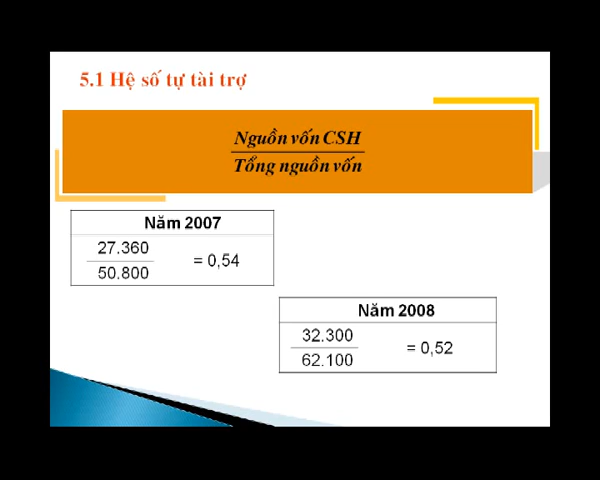 5.1 Hệ số tự tài trợ
Nguồn vốn CSH
Tổng nguồn vốn
Năm 2007
27.360
50.800
= 0,54
Năm 2008
32.300
62.100
= 0,52